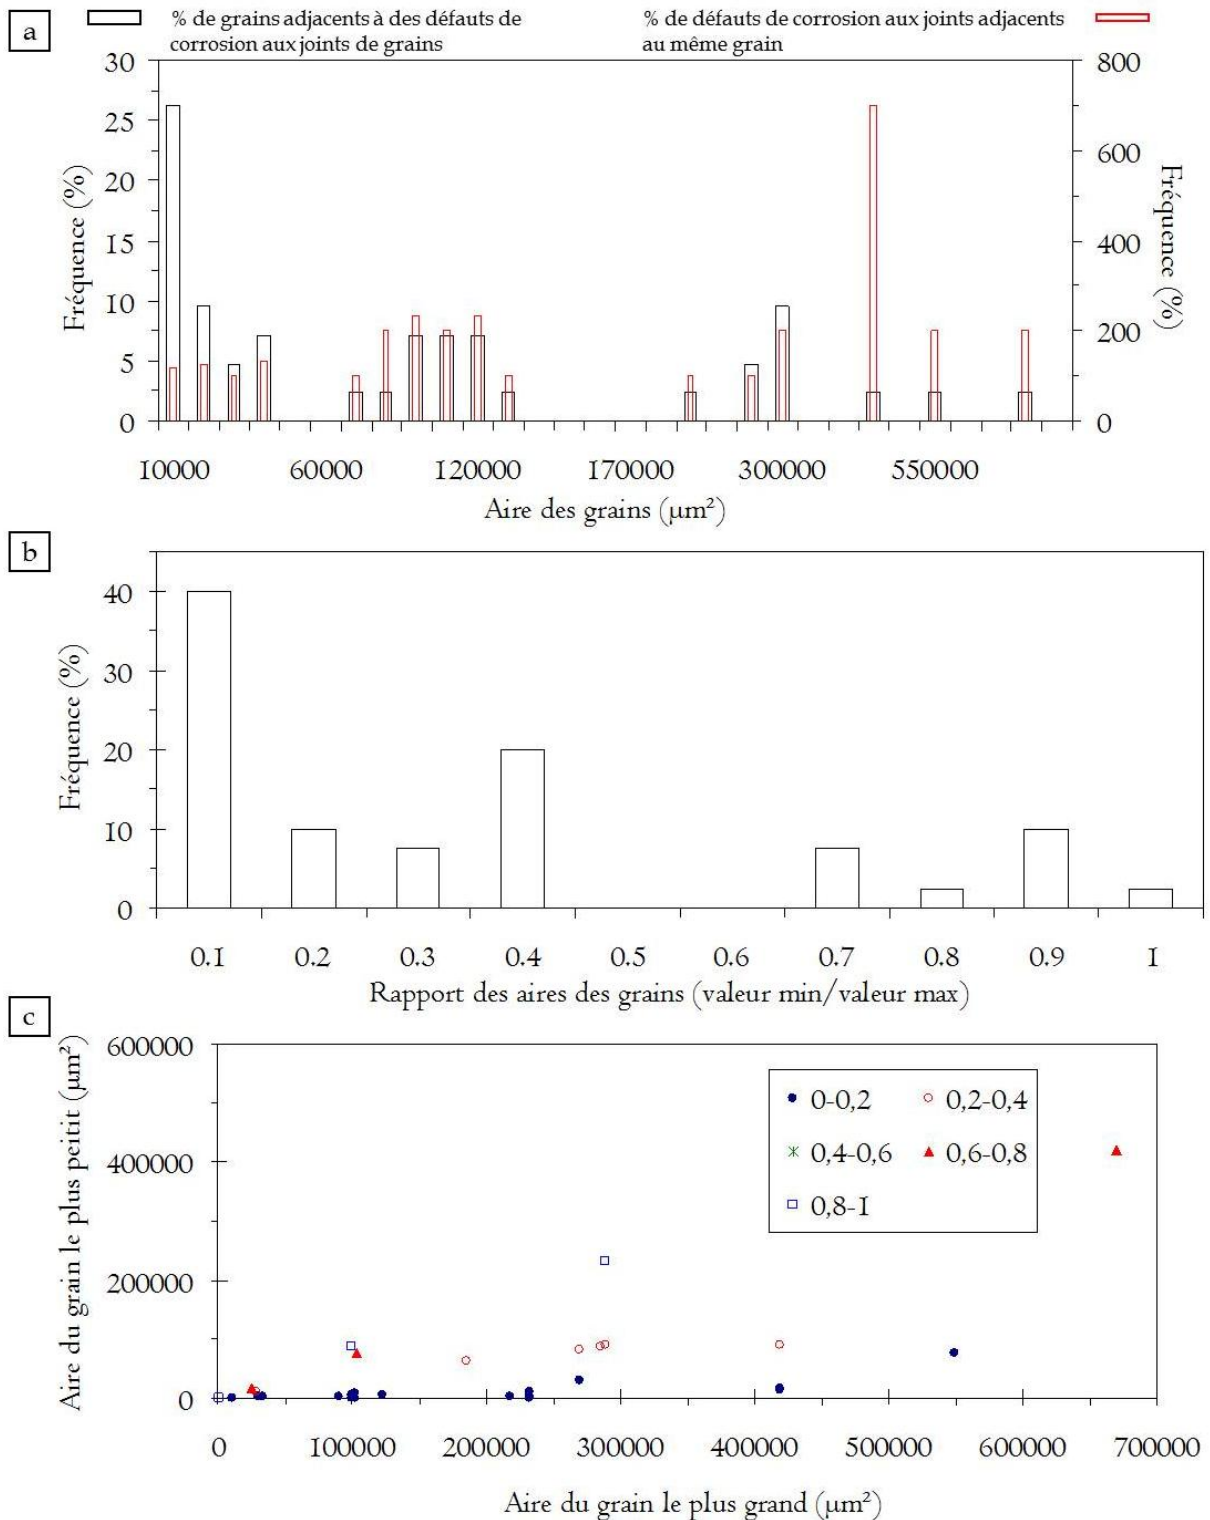 a
% de grains adjacents à des défauts de
corrosion aux joints de grains
% de défauts de corrosion aux joints adjacents
au même grain
30
25
20
15
10
5
0
Fréquence (%)
800
600
400
200
0
Fréquence (%)
10000 60000 120000 170000 300000 550000
Aire des grains (µm²)
b
40
30
20
10
0
Fréquence (%)
0.1 0.2 0.3 0.4 0.5 0.6 0.7 0.8 0.9 1
Rapport des aires des grains (valeur min/valeur max)
c
600000
400000
200000
0
Aire du grain le plus peitit (µm²)
0-0,2 0,2-0,4
0,4-0,6 0,6-0,8
0,8-1
0 100000 200000 300000 400000 500000 600000 700000
Aire du grain le plus grand (µm²)